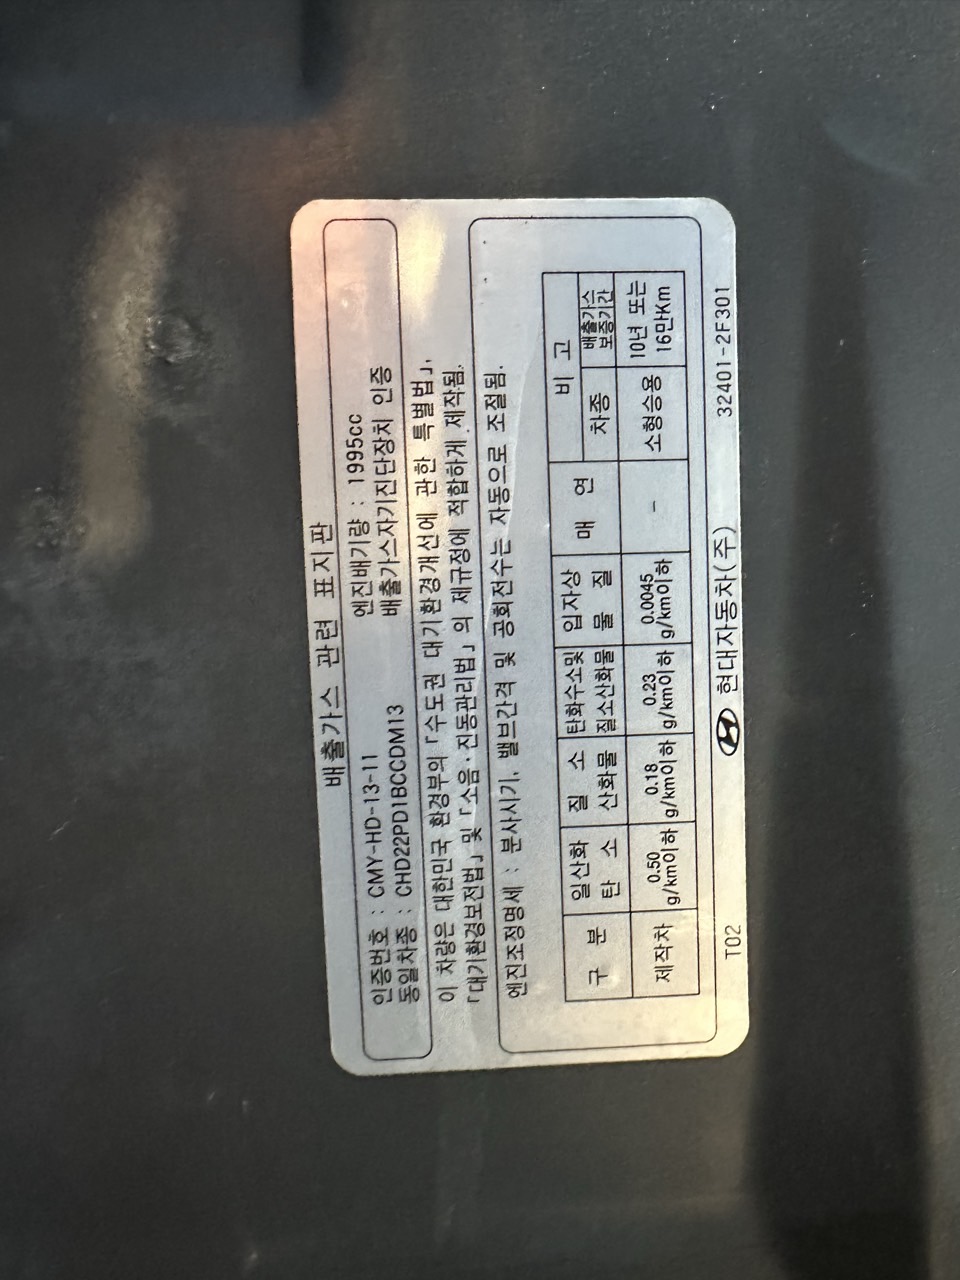 배출가스 관련 표지판
인증번호 : CMY-HD-13-11 엔진배기량 : 1995cc
동일차종 : CHD22PD1BCCDM13 배출가스자기진단장치 인증
이 차량은 대한민국 환경부의 「수도권 대기환경개선에 관한 특별법」,
「대기환경보전법」 및 「소음·진동관리법」의 제규정에 적합하게 제작됨.
엔진조정명세 : 분사시기, 밸브간격 및 공회전수는 자동으로 조절됨.
구 분 일산화 탄 소 질 소 산화물 탄화수소및 질소산화물 입자상 물 질 매 연 비 고
차종 배출가스 보증기간
제작차 0.50 g/km이하 0.18 g/km이하 0.23 g/km이하 0.0045 g/km이하 - 소형승용 10년 또는 16만Km
T02 현대자동차(주) 32401-2F301